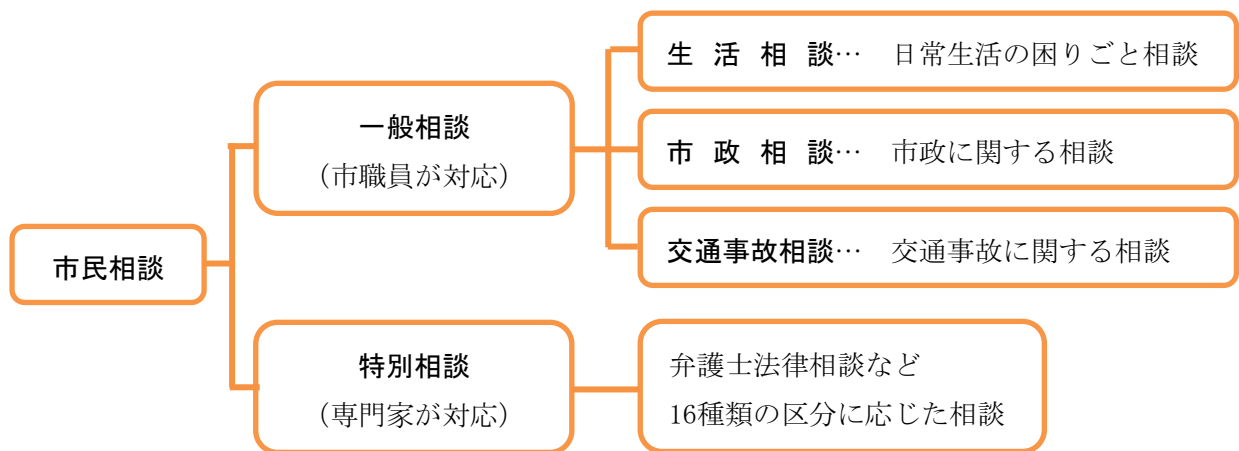 市民相談
一般相談
(市職員が対応)
生 活 相 談… 日常生活の困りごと相談
市 政 相 談… 市政に関する相談
交通事故相談… 交通事故に関する相談
特別相談
(専門家が対応)
弁護士法律相談など
16種類の区分に応じた相談